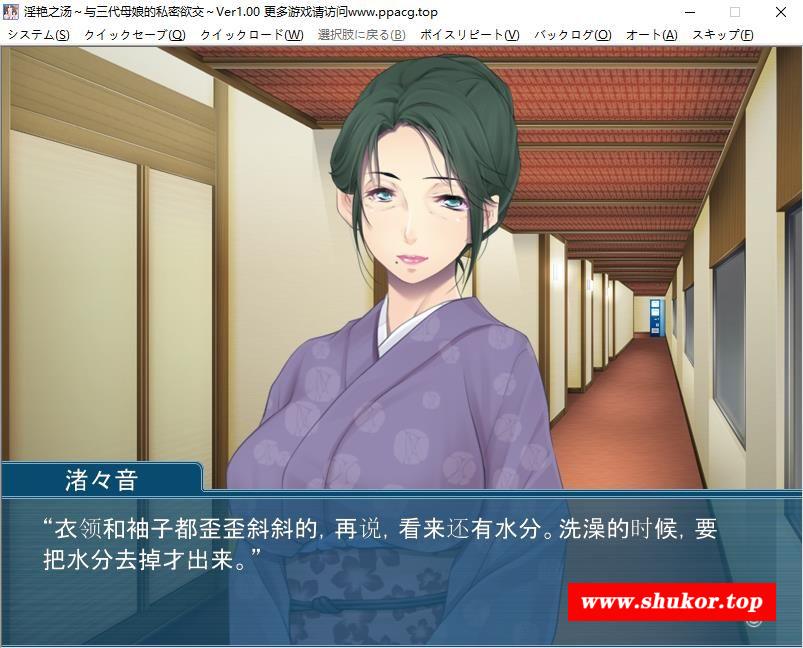 淫艳之汤～与三代母娘的私密欲交～Ver1.00 更多游戏请访问www.ppacg.top
システム(S) クイックセーブ(Q) クイックロード(W) 選択肢に戻る(B) ボイスリピート(V) バックログ(O) オート(A) スキップ(F)
渚々音
“衣领和袖子都歪歪斜斜的，再说，看来还有水分。洗澡的时候，要
把水分去掉才出来。”
www.shukor.top